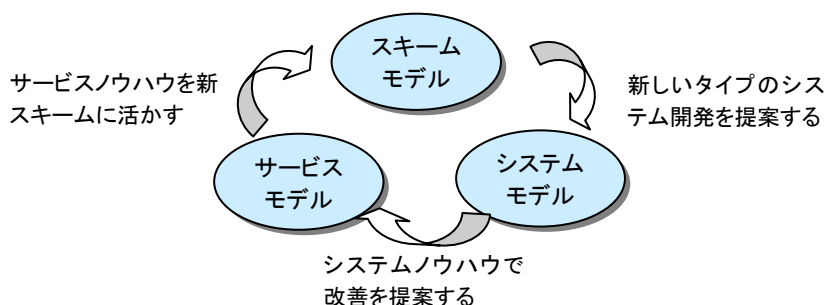 スキーム
モデル
サービスノウハウを新
スキームに活かす
新しいタイプのシス
テム開発を提案する
サービス
モデル
システム
モデル
システムノウハウで
改善を提案する